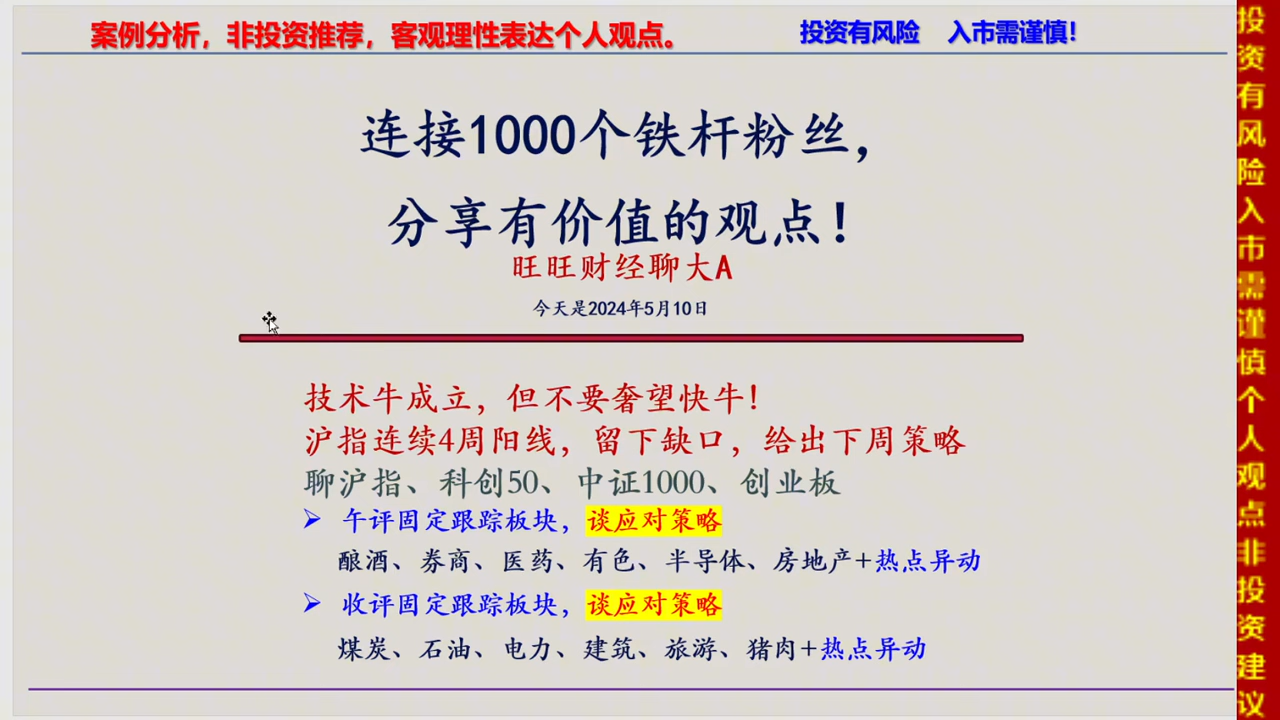 案例分析，非投资推荐，客观理性表达个人观点。
投资有风险 入市需谨慎！
连接1000个铁杆粉丝，
分享有价值的观点！
旺旺财经聊大A
今天是2024年5月10日
技术牛成立，但不要奢望快牛！
沪指连续4周阳线，留下缺口，给出下周策略
聊沪指、科创50、中证1000、创业板
➢ 午评固定跟踪板块，谈应对策略
酿酒、券商、医药、有色、半导体、房地产+热点异动
➢ 收评固定跟踪板块，谈应对策略
煤炭、石油、电力、建筑、旅游、猪肉+热点异动
投资有风险入市需谨慎个人观点非投资建议